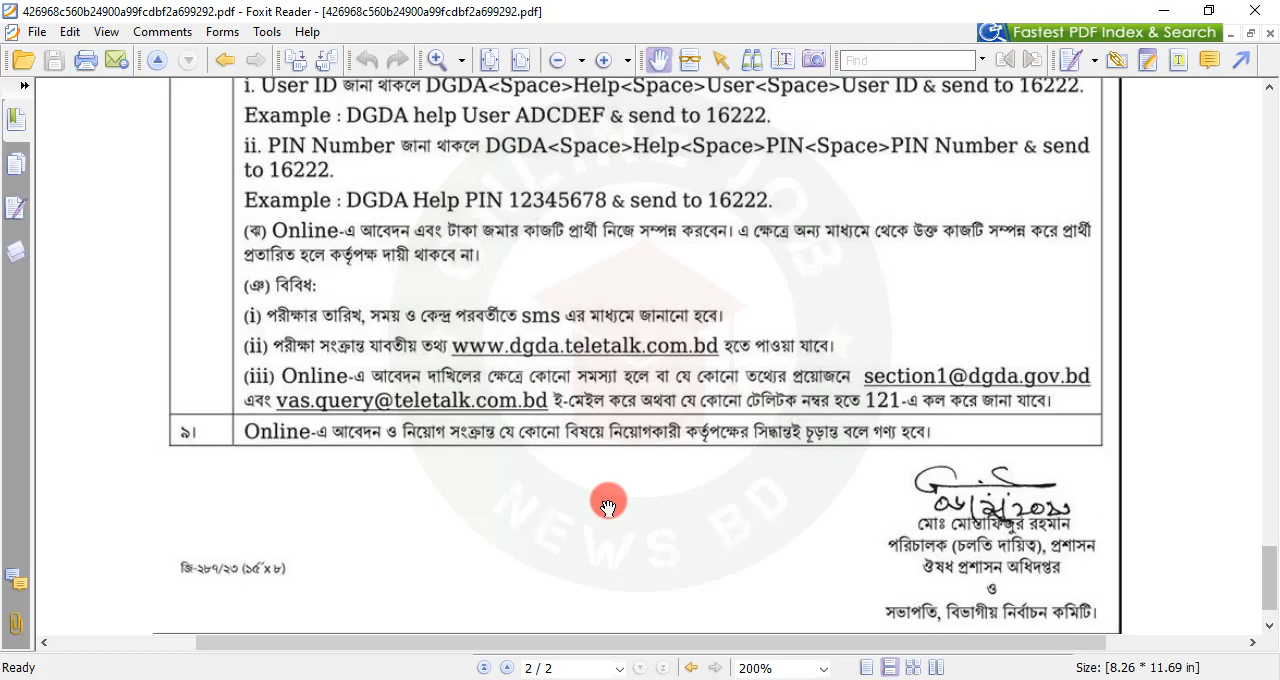 426968c560b24900a99fcdbf2a699292.pdf - Foxit Reader - [426968c560b24900a99fcdbf2a699292.pdf]
File Edit View Comments Forms Tools Help
Fastest PDF Index & Search
Find
i. User ID জানা থাকলে DGDA<Space>Help<Space>User<Space>User ID & send to 16222.
Example : DGDA help User ADCDEF & send to 16222.
ii. PIN Number জানা থাকলে DGDA<Space>Help<Space>PIN<Space>PIN Number & send
to 16222.
Example : DGDA Help PIN 12345678 & send to 16222.
(ঝ) Online-এ আবেদন এবং টাকা জমার কাজটি প্রার্থী নিজে সম্পন্ন করবেন। এ ক্ষেত্রে অন্য মাধ্যমে থেকে উক্ত কাজটি সম্পন্ন করে প্রার্থী
প্রতারিত হলে কর্তৃপক্ষ দায়ী থাকবে না।
(ঞ) বিবিধ:
(i) পরীক্ষার তারিখ, সময় ও কেন্দ্র পরবর্তীতে sms এর মাধ্যমে জানানো হবে।
(ii) পরীক্ষা সংক্রান্ত যাবতীয় তথ্য www.dgda.teletalk.com.bd হতে পাওয়া যাবে।
(iii) Online-এ আবেদন দাখিলের ক্ষেত্রে কোনো সমস্যা হলে বা যে কোনো তথ্যের প্রয়োজনে section1@dgda.gov.bd
এবং vas.query@teletalk.com.bd ই-মেইল করে অথবা যে কোনো টেলিটক নম্বর হতে 121-এ কল করে জানা যাবে।
৯। Online-এ আবেদন ও নিয়োগ সংক্রান্ত যে কোনো বিষয়ে নিয়োগকারী কর্তৃপক্ষের সিদ্ধান্তই চূড়ান্ত বলে গণ্য হবে।
ONLINE JOB
NEWS BD
মোঃ মোস্তাফিজুর রহমান
পরিচালক (চলতি দায়িত্ব), প্রশাসন
ঔষধ প্রশাসন অধিদপ্তর
ও
সভাপতি, বিভাগীয় নির্বাচন কমিটি।
জি-২৮৭/২৩ (১৫˝x৮)
Ready 2 / 2 200% Size: [8.26 * 11.69 in]